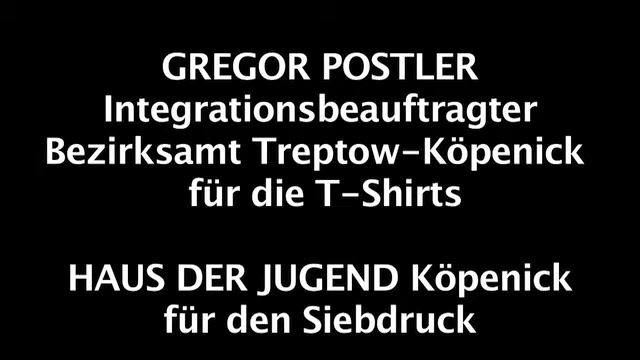 GREGOR POSTLER
Integrationsbeauftragter
Bezirksamt Treptow-Köpenick
für die T-Shirts
HAUS DER JUGEND Köpenick
für den Siebdruck